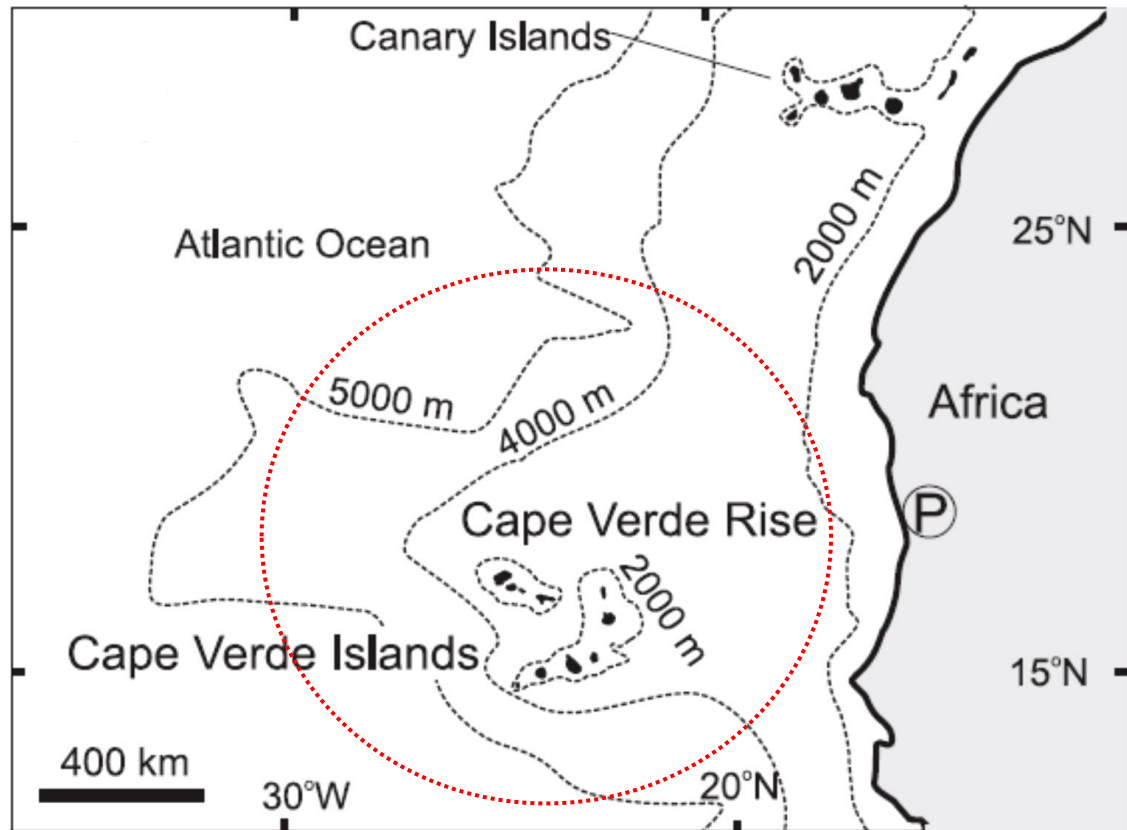 Canary Islands
2000 m
Atlantic Ocean
25°N
5000 m
4000 m
Africa
Cape Verde Rise
P
2000 m
Cape Verde Islands
15°N
400 km
30°W
20°N